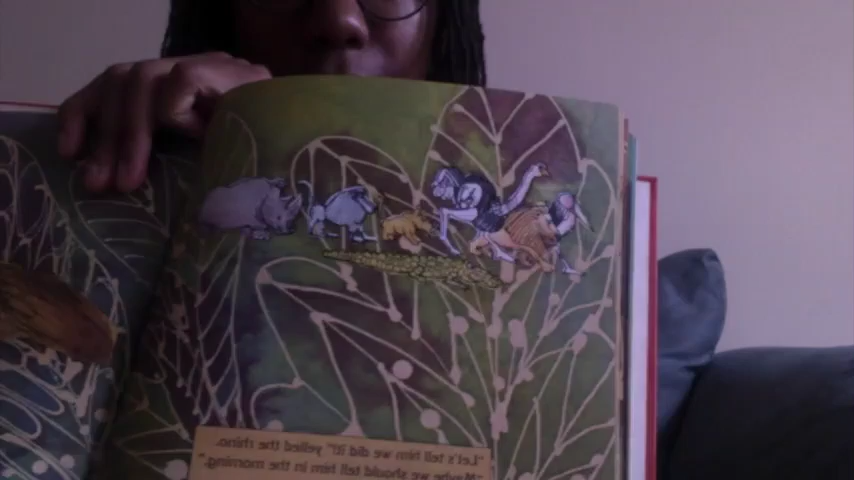 "Let's tell him we did it!" yelled the rhino.
"Maybe we should tell him in the morning,"